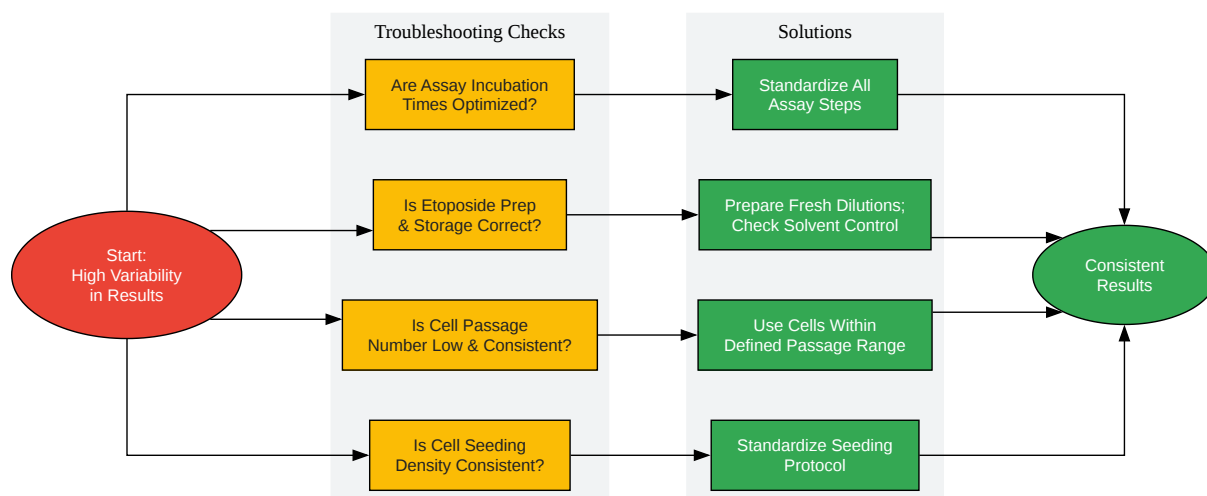 Troubleshooting Checks
Solutions
Are Assay Incubation
Times Optimized?
Standardize All
Assay Steps
Is Etoposide Prep
& Storage Correct?
Prepare Fresh Dilutions;
Check Solvent Control
Start:
High Variability
in Results
Consistent
Results
Is Cell Passage
Number Low & Consistent?
Use Cells Within
Defined Passage Range
Is Cell Seeding
Density Consistent?
Standardize Seeding
Protocol